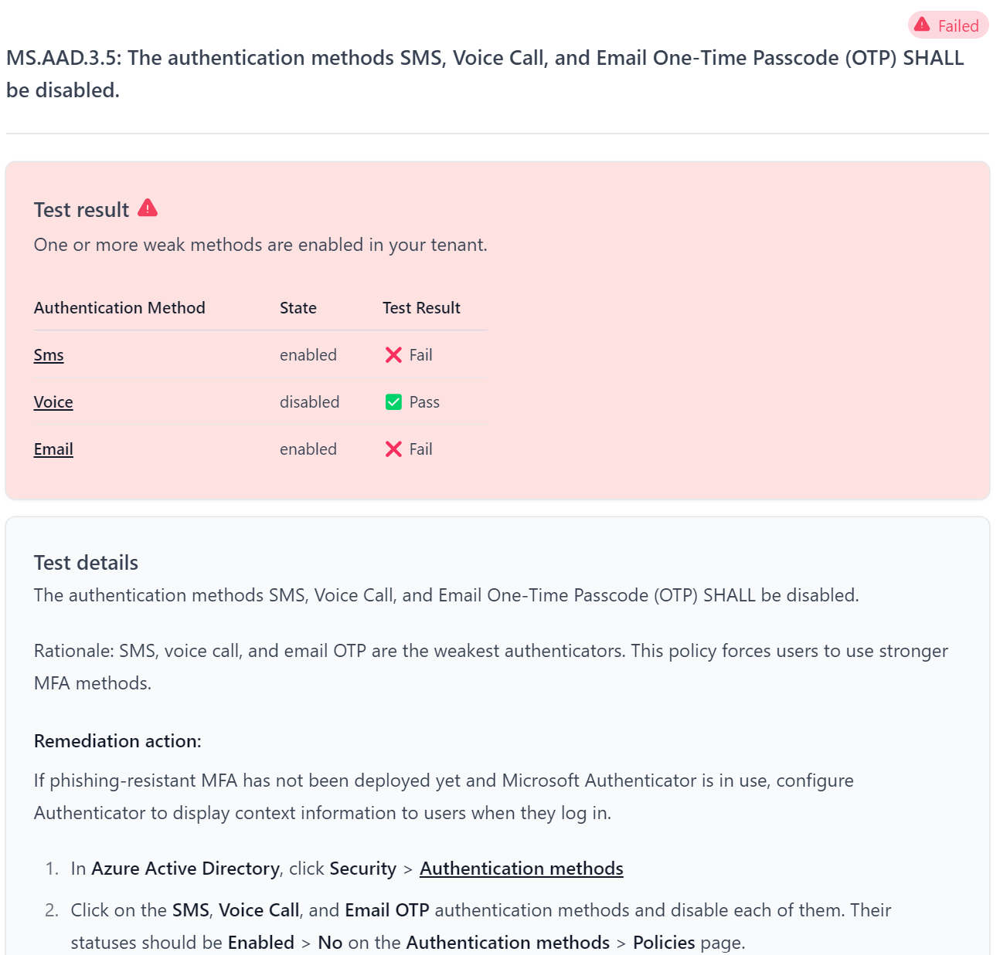 Failed
MS.AAD.3.5: The authentication methods SMS, Voice Call, and Email One-Time Passcode (OTP) SHALL
be disabled.
Test result
One or more weak methods are enabled in your tenant.
Authentication Method State Test Result
Sms enabled Fail
Voice disabled Pass
Email enabled Fail
Test details
The authentication methods SMS, Voice Call, and Email One-Time Passcode (OTP) SHALL be disabled.
Rationale: SMS, voice call, and email OTP are the weakest authenticators. This policy forces users to use stronger
MFA methods.
Remediation action:
If phishing-resistant MFA has not been deployed yet and Microsoft Authenticator is in use, configure
Authenticator to display context information to users when they log in.
1. In Azure Active Directory, click Security > Authentication methods
2. Click on the SMS, Voice Call, and Email OTP authentication methods and disable each of them. Their
statuses should be Enabled > No on the Authentication methods > Policies page.